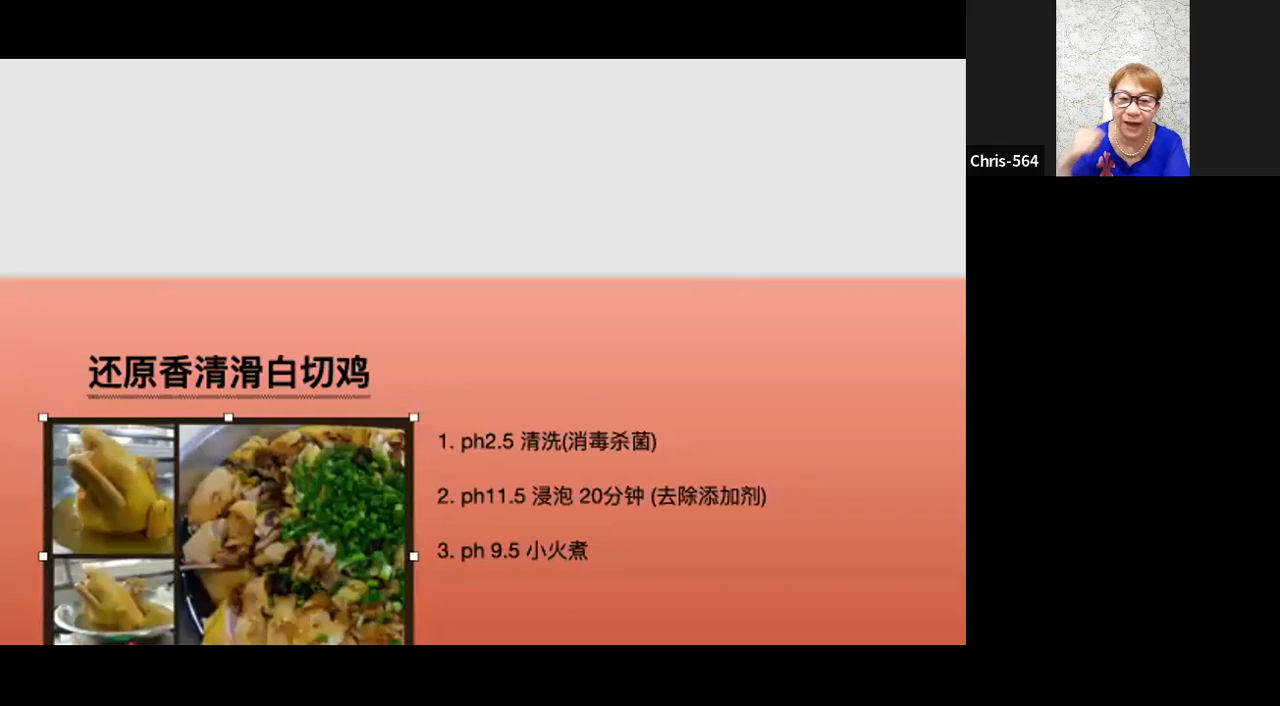 Chris-564
还原香清滑白切鸡
1. ph2.5 清洗(消毒杀菌)
2. ph11.5 浸泡 20分钟 (去除添加剂)
3. ph 9.5 小火煮